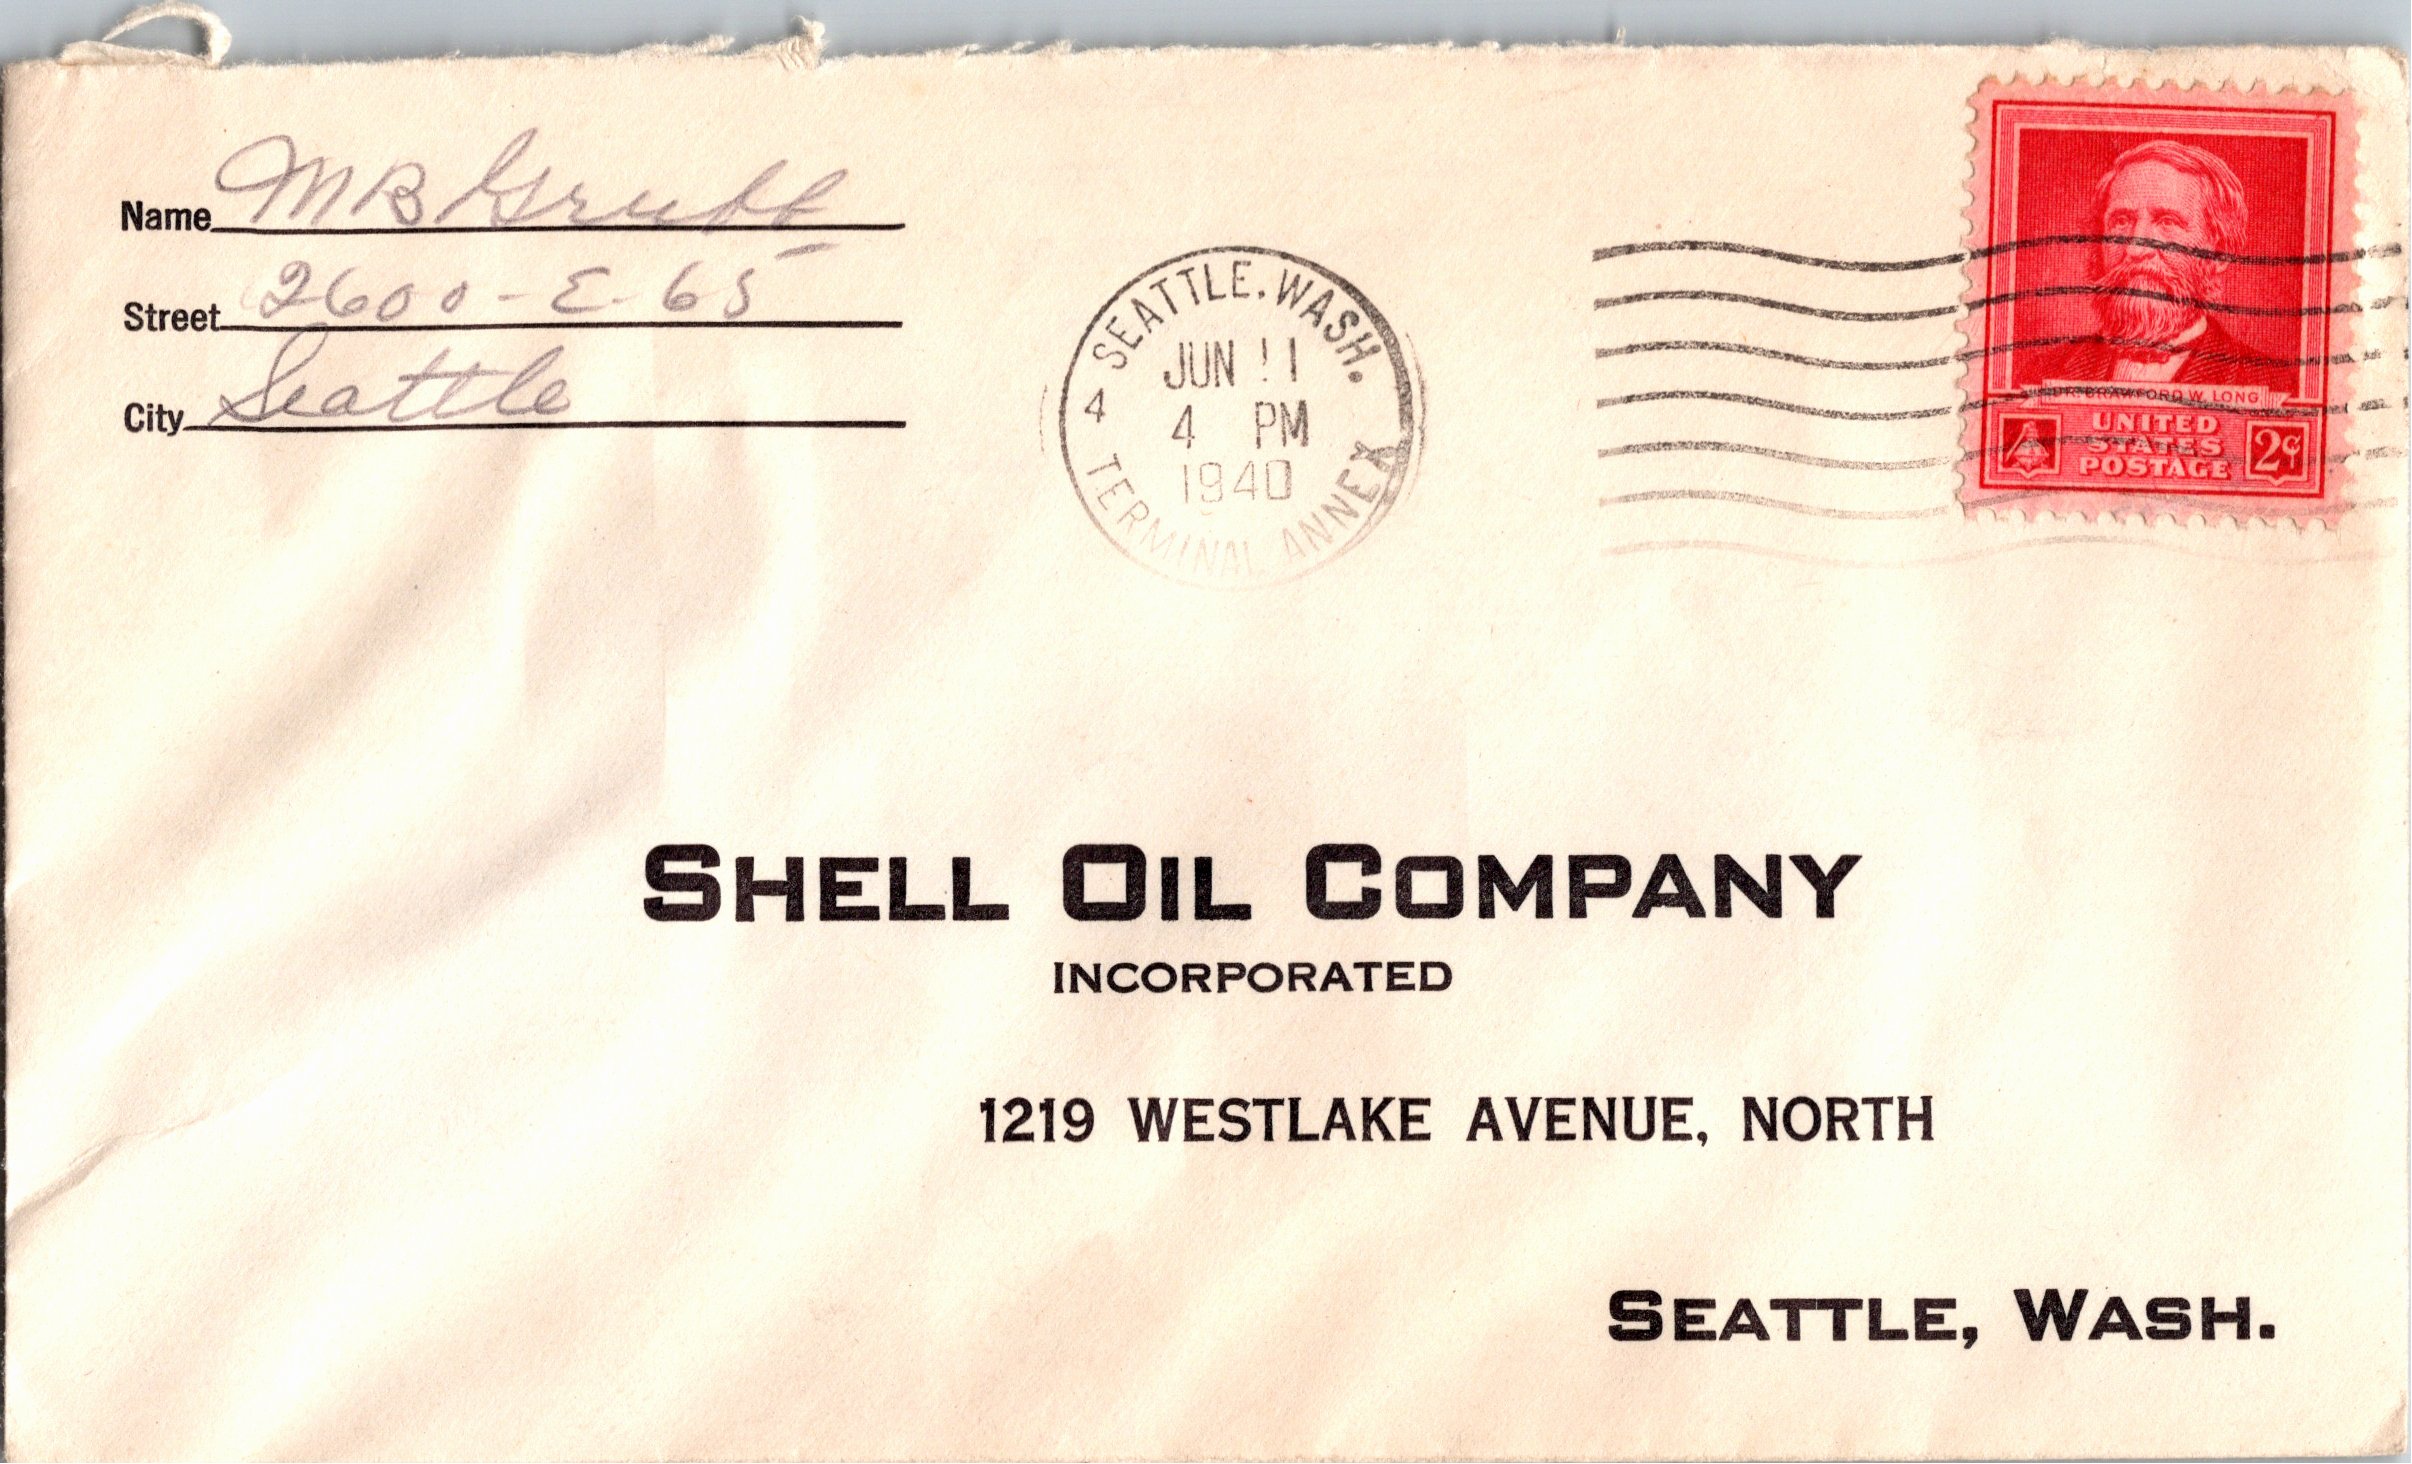 Name M B Grubb
Street 2600 - E. 65
City Seattle
SEATTLE, WASH.
JUN 11
4 4 PM
1940
TERMINAL ANNEX
DR. CRAWFORD W. LONG
UNITED
STATES
POSTAGE
2¢
SHELL OIL COMPANY
INCORPORATED
1219 WESTLAKE AVENUE, NORTH
SEATTLE, WASH.